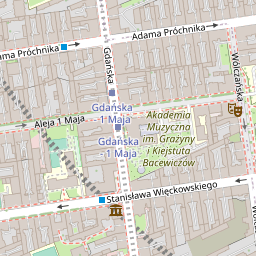 Adama Próchnika
dama Próchnika
Gdańska
Wólczańska
Gdańska
1 Maja
Aleja 1 Maja
Akademia
Muzyczna
im. Grażyny
i Kiejstuta
Bacewiczów
Gdańska
- 1 Maja
Stanisława Więckowskiego